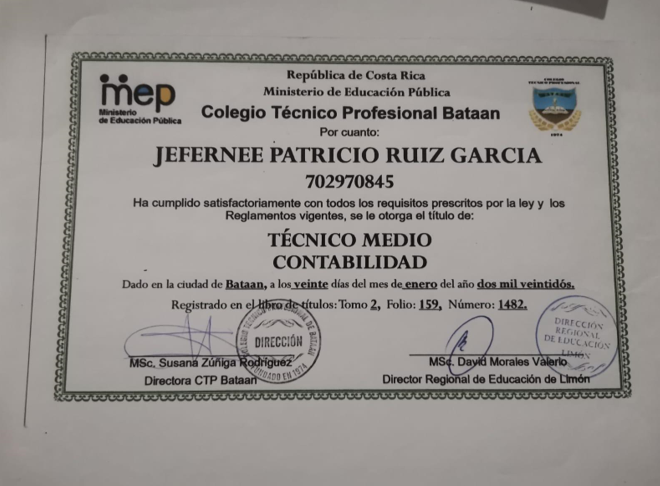 República de Costa Rica
Ministerio de Educación Pública
mep
Ministerio
de Educación Pública
Colegio Técnico Profesional Bataan
Por cuanto:
JEFERNEE PATRICIO RUIZ GARCIA
702970845
Ha cumplido satisfactoriamente con todos los requisitos prescritos por la ley y los
Reglamentos vigentes, se le otorga el título de:
TÉCNICO MEDIO
CONTABILIDAD
Dado en la ciudad de Bataan, a los veinte días del mes de enero del año dos mil veintidós.
Registrado en el libro de títulos: Tomo 2, Folio: 159, Número: 1482.
DIRECCIÓN
FUNDADO EN 1974
DIRECCIÓN
REGIONAL
DE EDUCACIÓN
LIMÓN
MSc. Susana Zúñiga Rodríguez
Directora CTP Bataan
MSc. David Morales Valerio
Director Regional de Educación de Limón